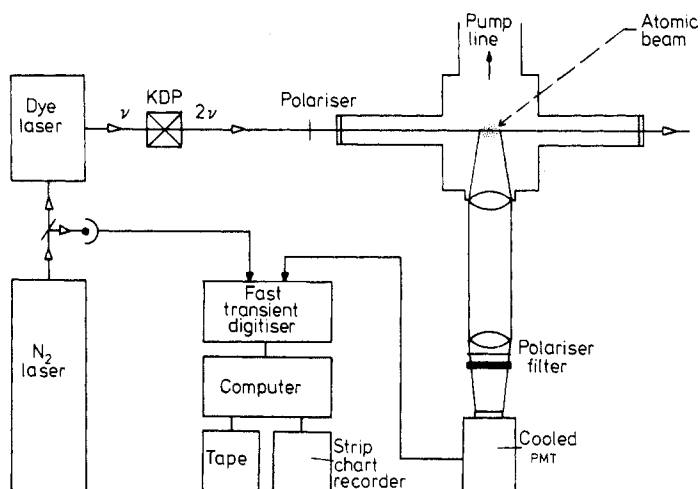 Pump
line
Atomic
beam
Dye
laser
ν
KDP
2ν
Polariser
N2
laser
Fast
transient
digitiser
Computer
Tape
Strip
chart
recorder
Polariser
filter
Cooled
PMT